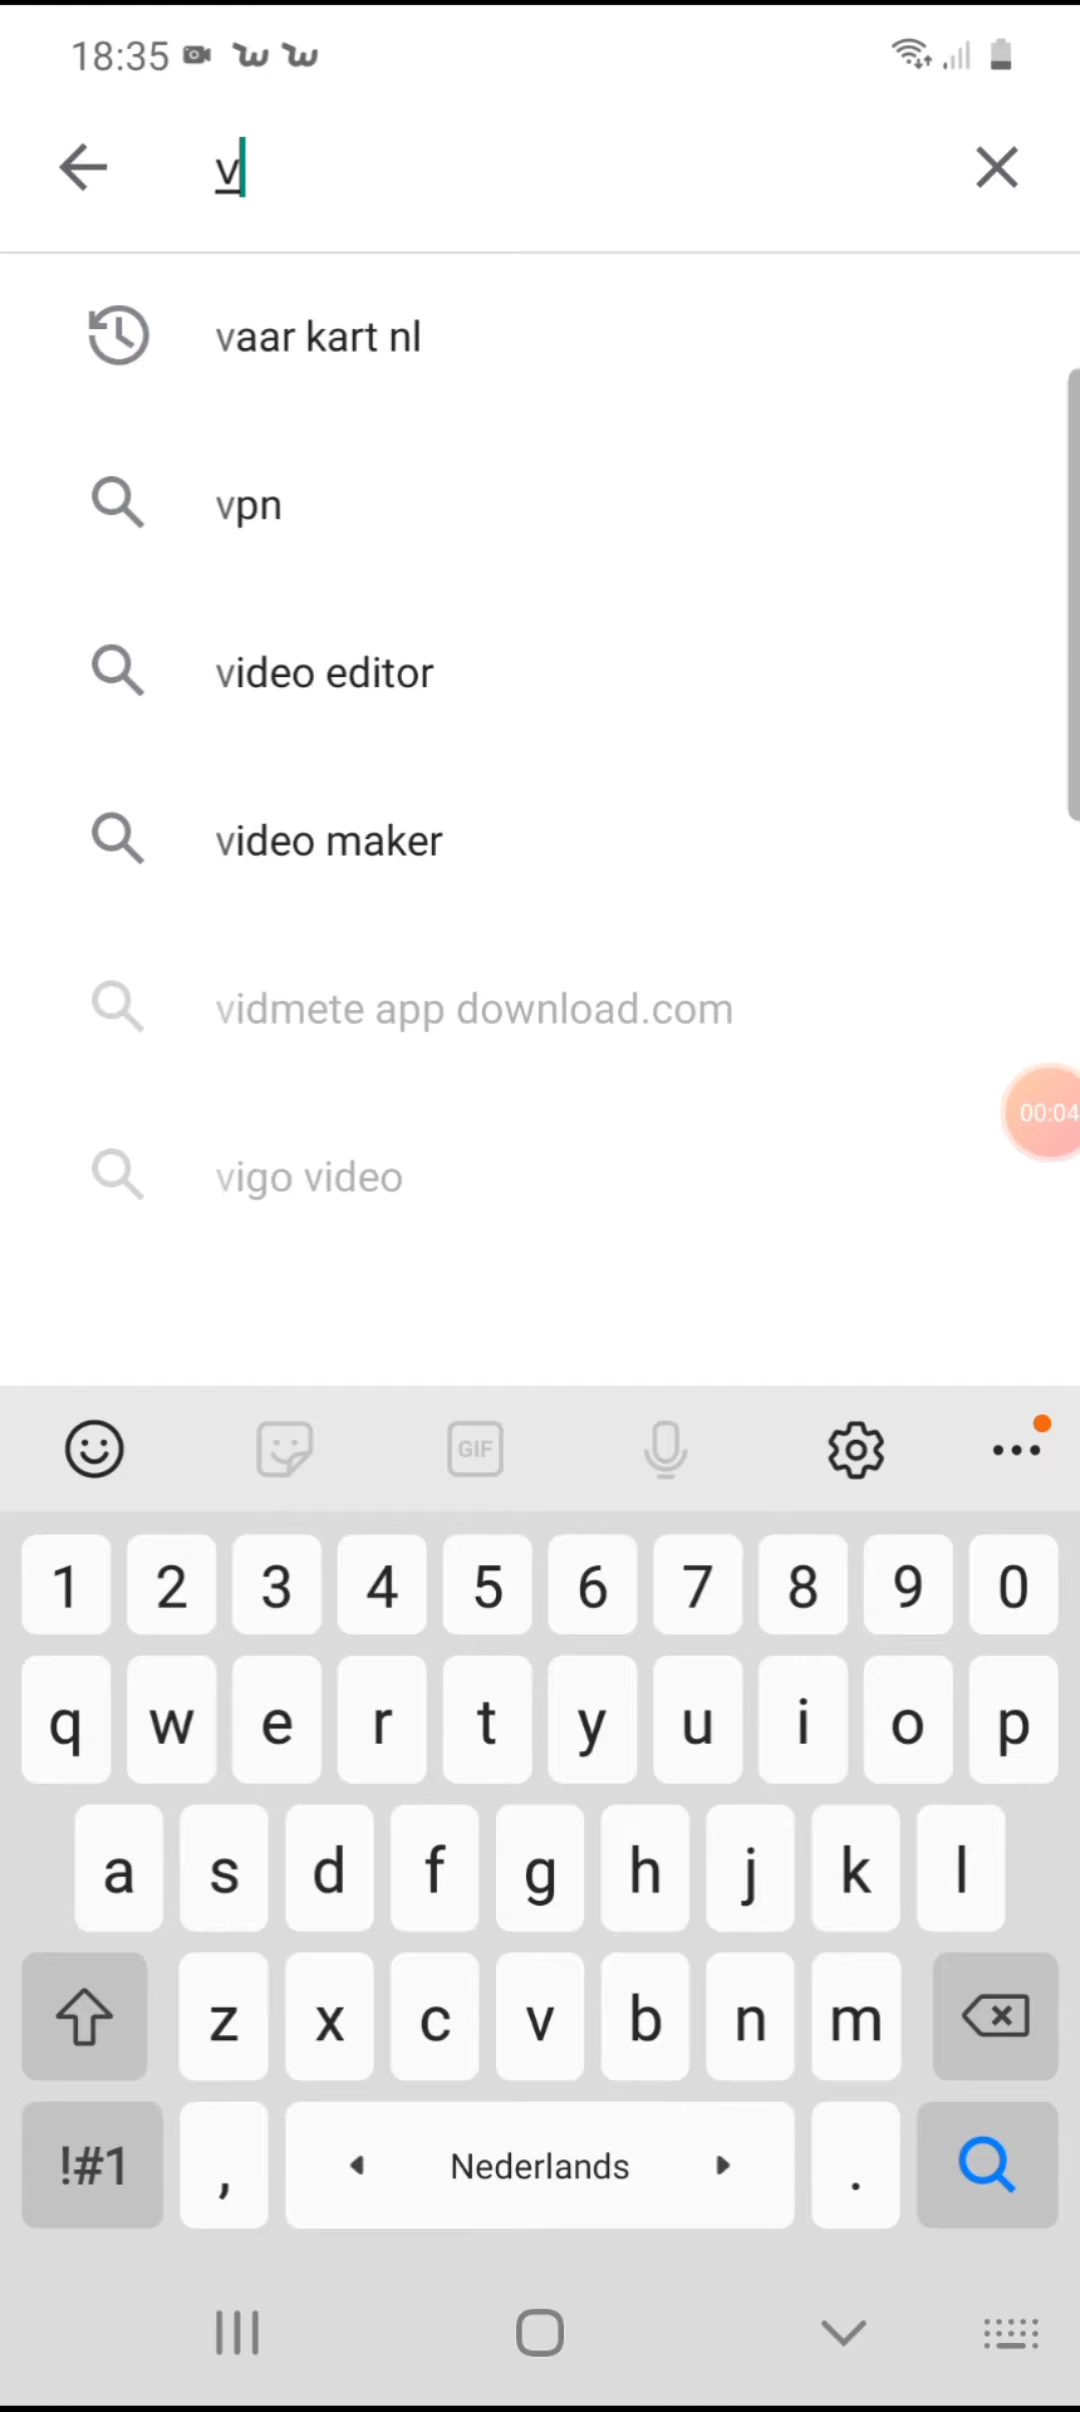 18:35
v
vaar kart nl
vpn
video editor
video maker
vidmete app download.com
00:04
vigo video
GIF
1 2 3 4 5 6 7 8 9 0
q w e r t y u i o p
a s d f g h j k l
z x c v b n m
!#1 , Nederlands .